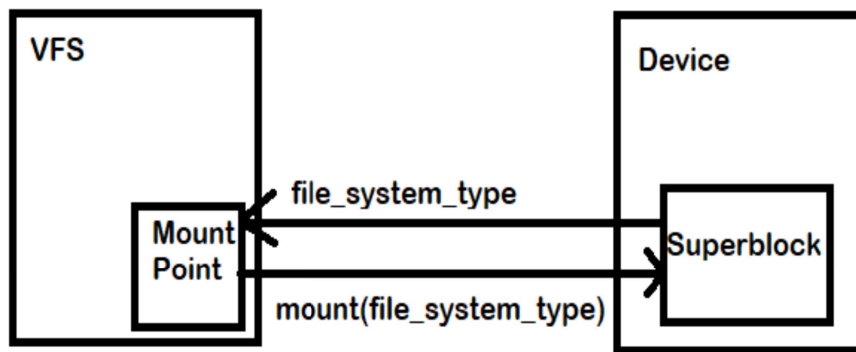 VFS
Device
file_system_type
Mount
Point
Superblock
mount(file_system_type)